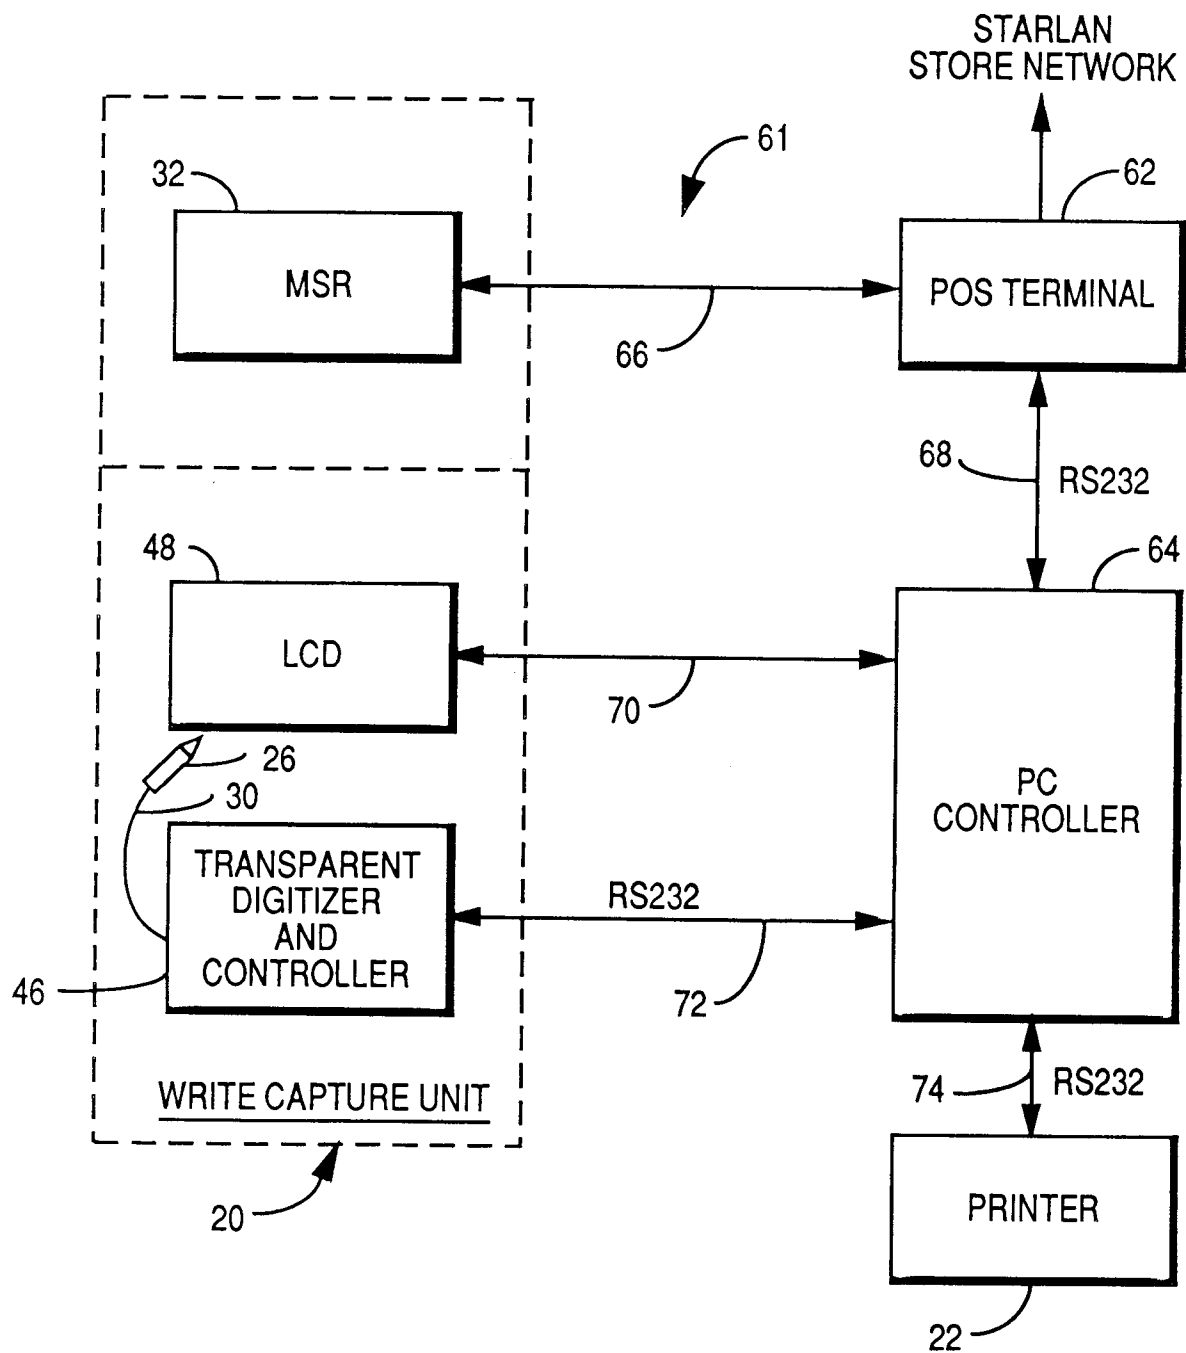 STARLAN
STORE NETWORK
61
32
62
MSR
POS TERMINAL
66
68
RS232
48
64
LCD
70
26
30
PC
CONTROLLER
TRANSPARENT
DIGITIZER
AND
CONTROLLER
RS232
46
72
WRITE CAPTURE UNIT
74
RS232
20
PRINTER
22